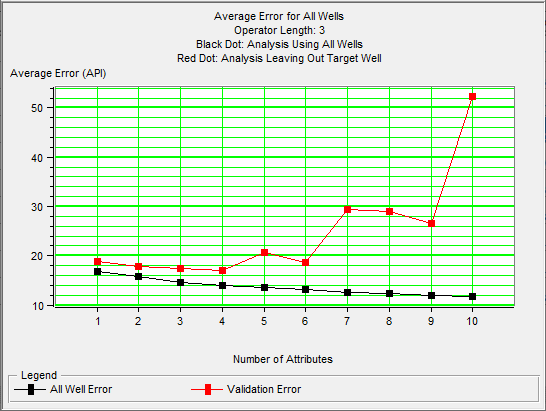 Average Error for All Wells
Operator Length: 3
Black Dot: Analysis Using All Wells
Red Dot: Analysis Leaving Out Target Well
Average Error (API)
50
40
30
20
10
1 2 3 4 5 6 7 8 9 10
Number of Attributes
Legend
All Well Error Validation Error